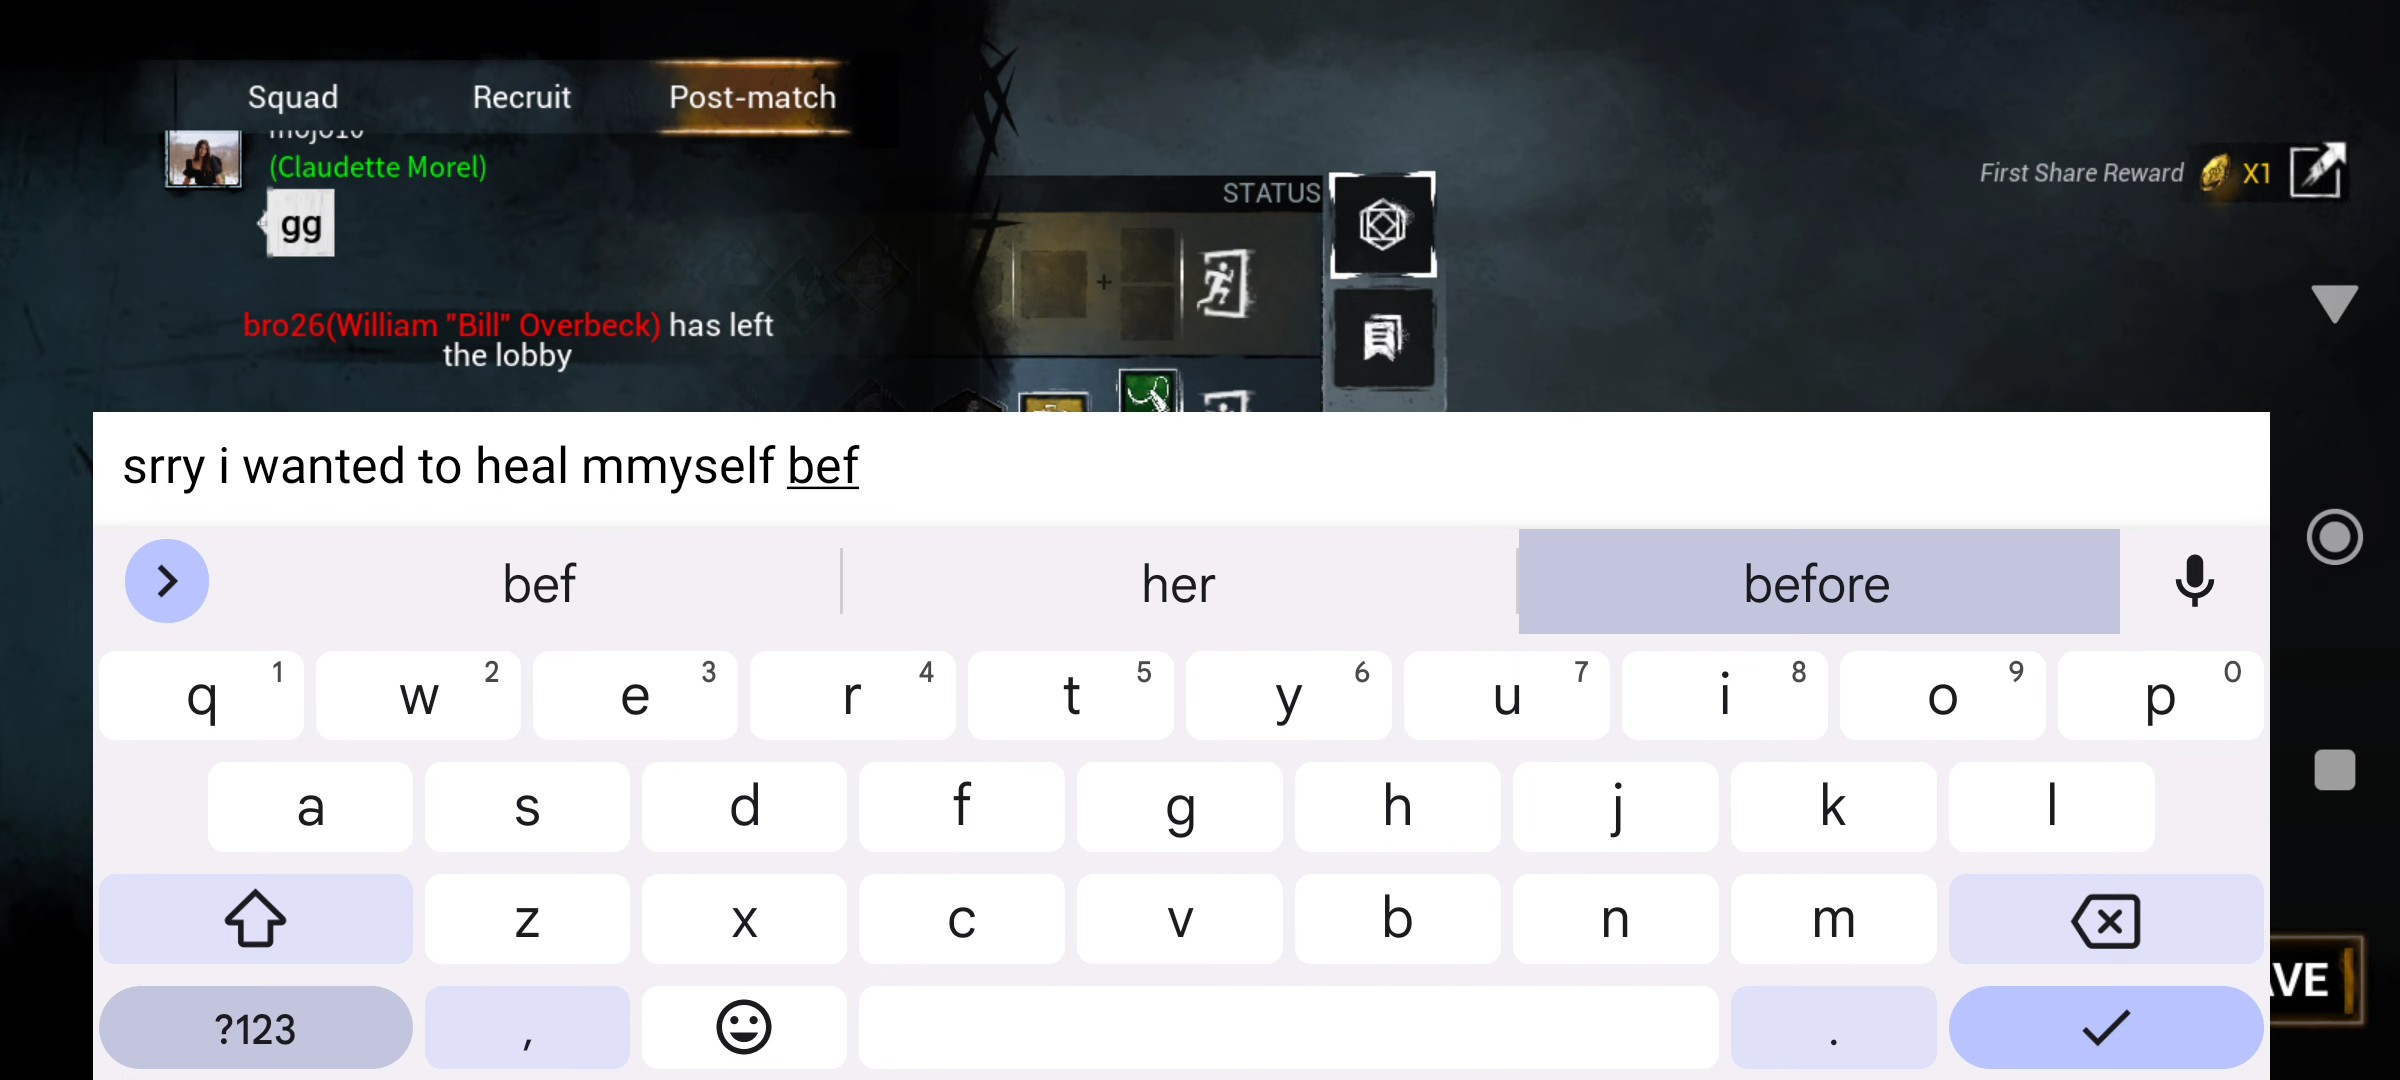 Squad Recruit Post-match
mojo10
(Claudette Morel)
gg
STATUS
First Share Reward X1
+
bro26(William "Bill" Overbeck) has left
the lobby
srry i wanted to heal mmyself bef
bef her before
q 1 w 2 e 3 r 4 t 5 y 6 u 7 i 8 o 9 p 0
a s d f g h j k l
z x c v b n m
AVE
?123 , .